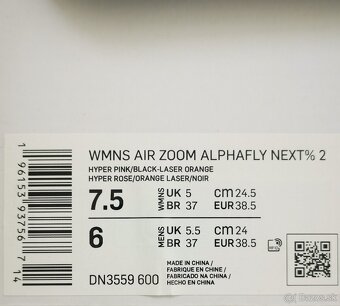 WMNS AIR ZOOM ALPHAFLY NEXT% 2
HYPER PINK/BLACK-LASER ORANGE
HYPER ROSE/ORANGE LASER/NOIR
7.5 WMNS UK 5 CM 24.5
BR 37 EUR 38.5
6 MENS UK 5.5 CM 24
BR 37 EUR 38.5
DN3559 600
MADE IN CHINA /
FABRIQUE EN CHINE /
FABRICADO NA CHINA /
HECHO EN CHINA
1 96153 93756 7 14
© Bazos.sk